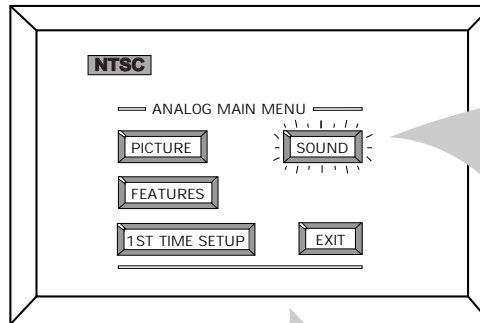 NTSC
ANALOG MAIN MENU
PICTURE SOUND
FEATURES
1ST TIME SETUP EXIT